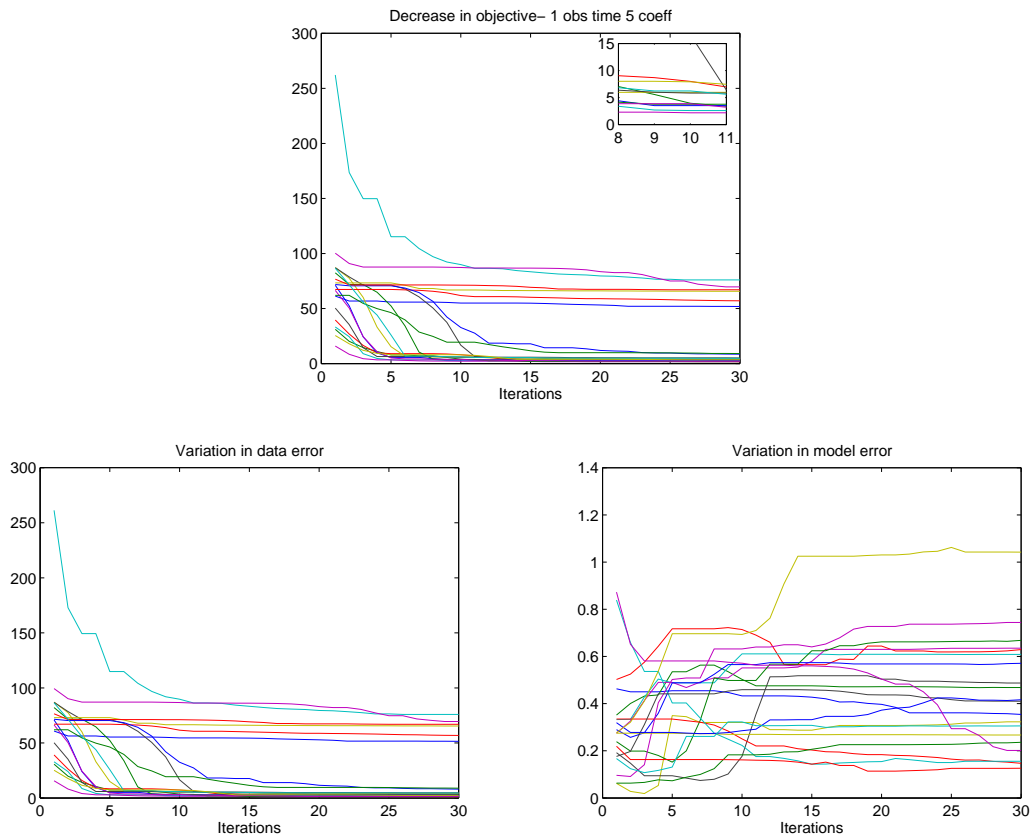 Decrease in objective− 1 obs time 5 coeff
300
250
200
150
100
50
0
0 5 10 15 20 25 30
Iterations
15
10
5
0
8 9 10 11
Variation in data error
300
250
200
150
100
50
0
0 5 10 15 20 25 30
Iterations
Variation in model error
1.4
1.2
1
0.8
0.6
0.4
0.2
0
0 5 10 15 20 25 30
Iterations